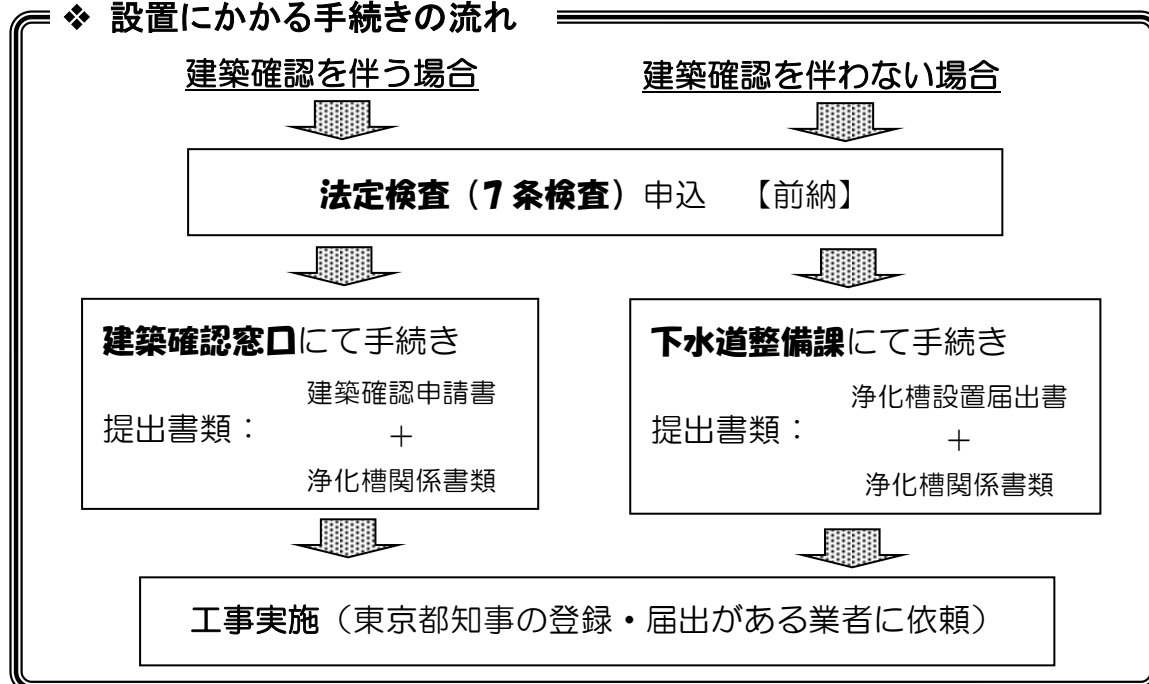 ❖ 設置にかかる手続きの流れ
建築確認を伴う場合
建築確認を伴わない場合
法定検査（7条検査）申込　【前納】
建築確認窓口にて手続き
提出書類：
建築確認申請書
＋
浄化槽関係書類
下水道整備課にて手続き
提出書類：
浄化槽設置届出書
＋
浄化槽関係書類
工事実施（東京都知事の登録・届出がある業者に依頼）